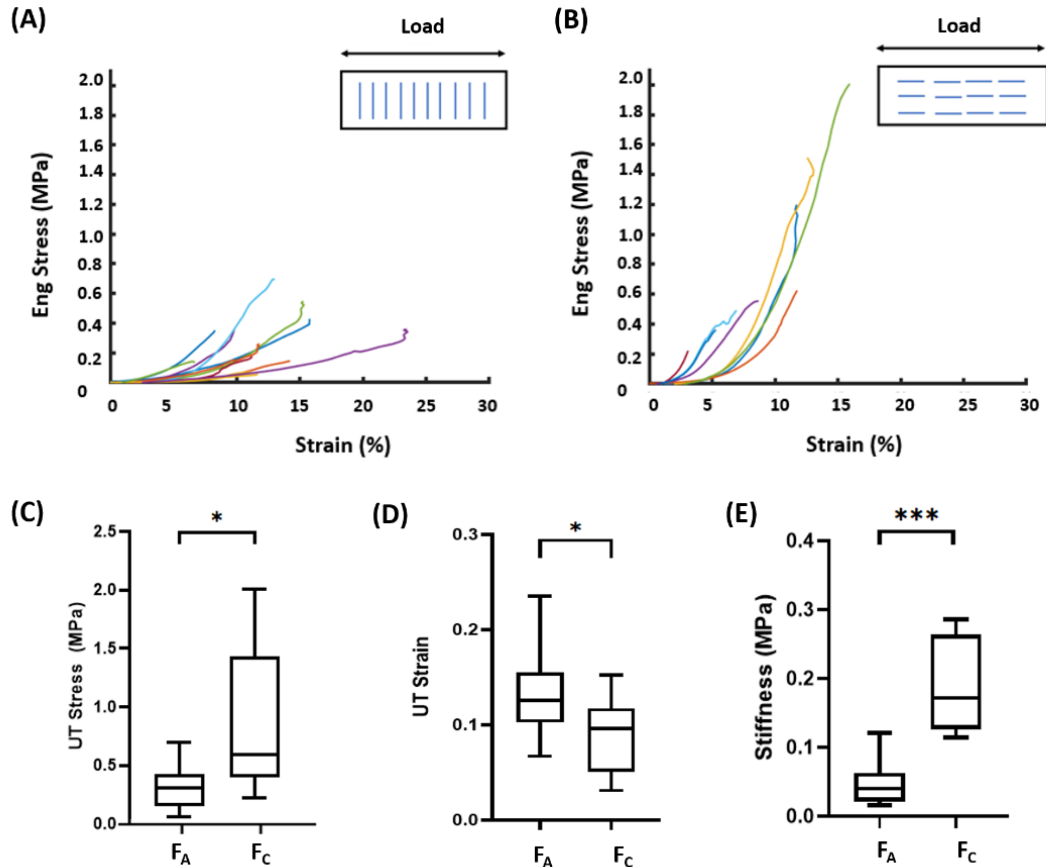 (A)
Load
Eng Stress (MPa)
2.0
1.8
1.6
1.4
1.2
1.0
0.8
0.6
0.4
0.2
0
0 5 10 15 20 25 30
Strain (%)
(B)
Load
Eng Stress (MPa)
2.0
1.8
1.6
1.4
1.2
1.0
0.8
0.6
0.4
0.2
0
0 5 10 15 20 25 30
Strain (%)
(C)
*
UT Stress (MPa)
2.5
2.0
1.5
1.0
0.5
0.0
FA FC
(D)
*
UT Strain
0.3
0.2
0.1
0.0
FA FC
(E)
***
Stiffness (MPa)
0.4
0.3
0.2
0.1
0.0
FA FC